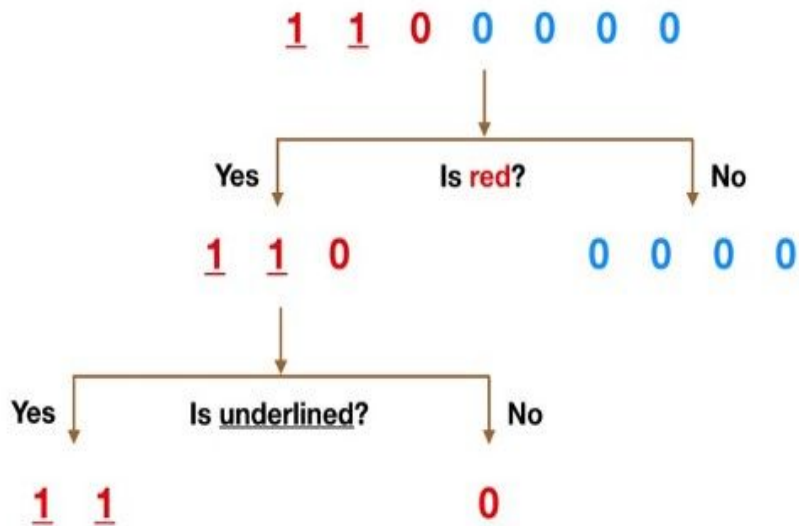 1 1 0 0 0 0 0
Yes Is red? No
1 1 0 0 0 0 0
Yes Is underlined? No
1 1 0